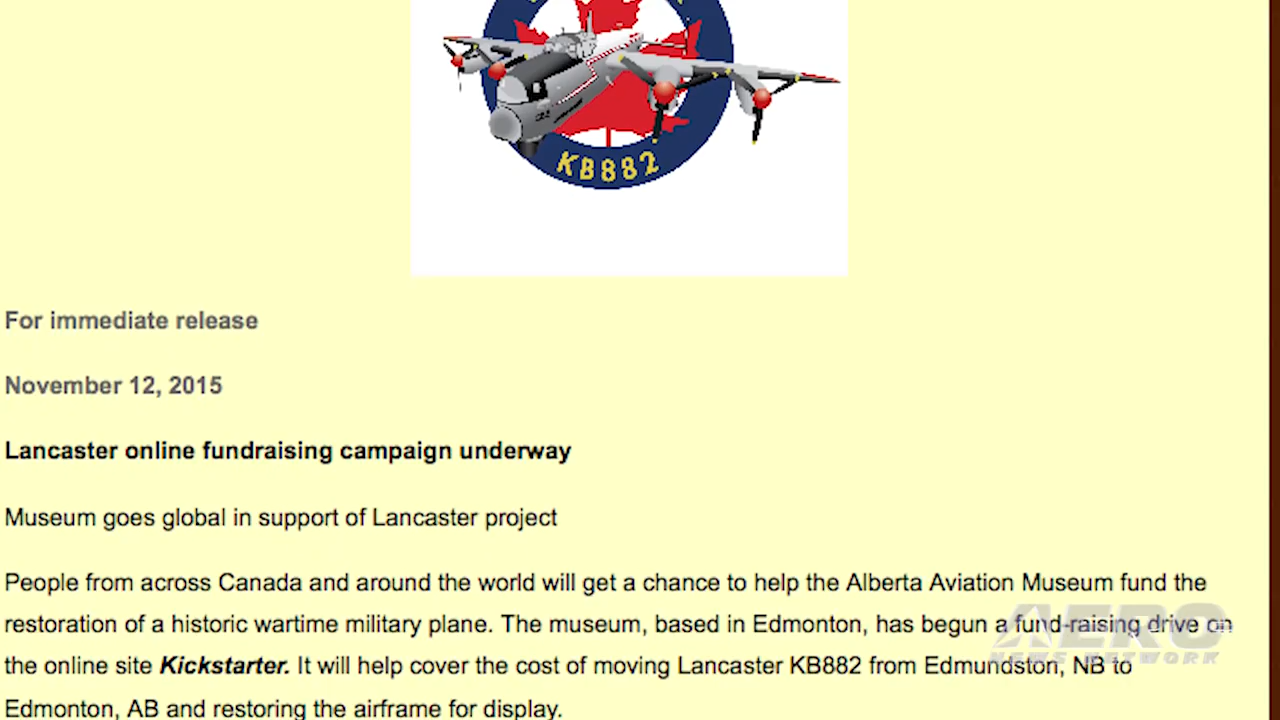 KB882
For immediate release
November 12, 2015
Lancaster online fundraising campaign underway
Museum goes global in support of Lancaster project
People from across Canada and around the world will get a chance to help the Alberta Aviation Museum fund the
restoration of a historic wartime military plane. The museum, based in Edmonton, has begun a fund-raising drive on
the online site Kickstarter. It will help cover the cost of moving Lancaster KB882 from Edmundston, NB to
Edmonton, AB and restoring the airframe for display.
AERO
NEWS NETWORK